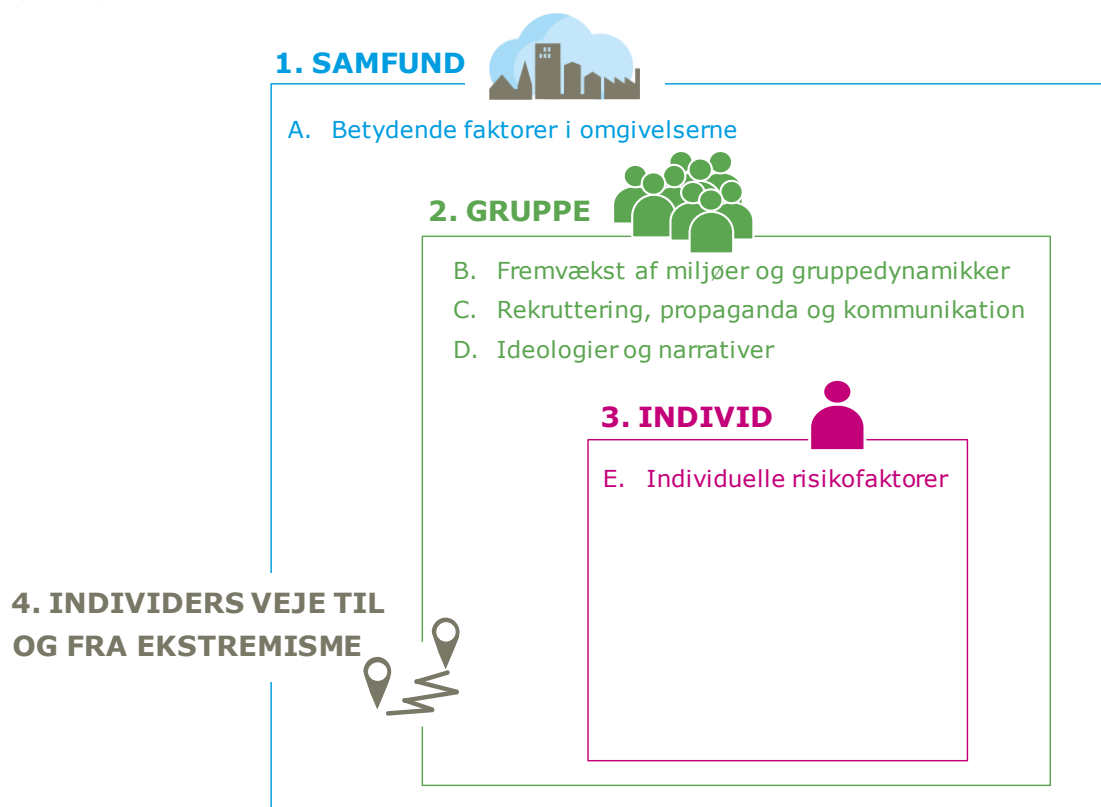 1. SAMFUND
A. Betydende faktorer i omgivelserne
2. GRUPPE
B. Fremvækst af miljøer og gruppedynamikker
C. Rekruttering, propaganda og kommunikation
D. Ideologier og narrativer
3. INDIVID
E. Individuelle risikofaktorer
4. INDIVIDERS VEJE TIL
OG FRA EKSTREMISME